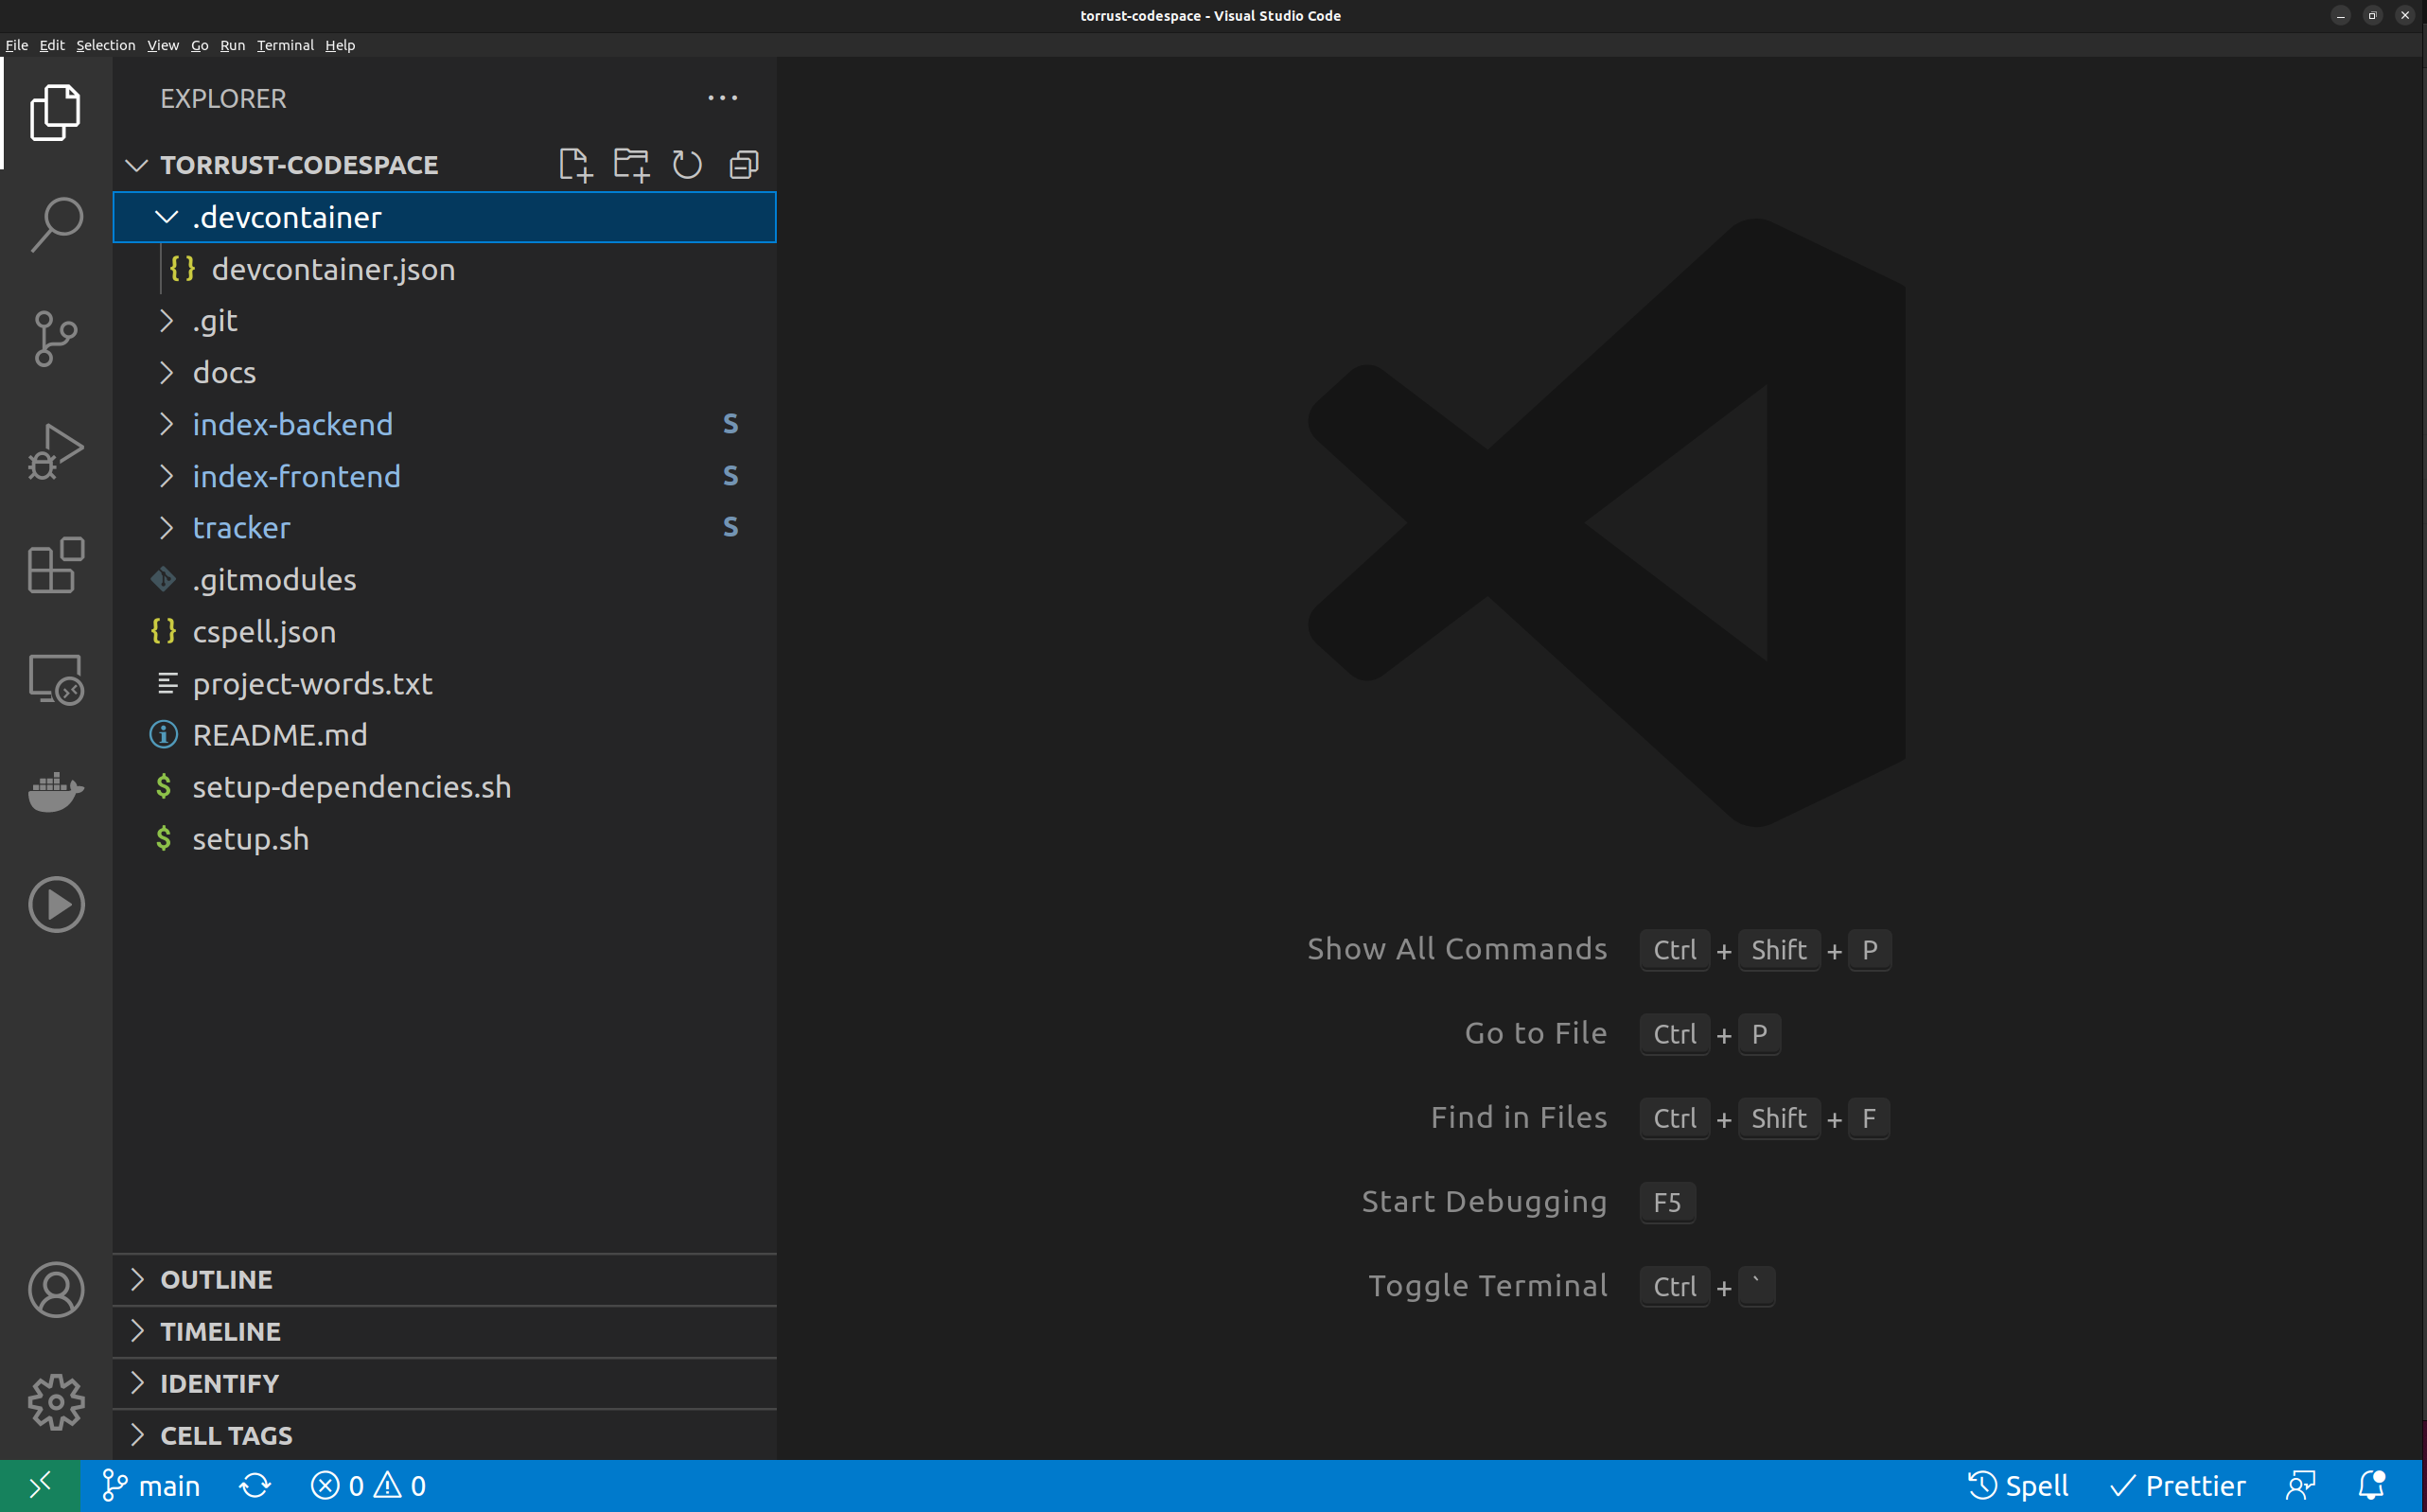 torrust-codespace - Visual Studio Code
File Edit Selection View Go Run Terminal Help
EXPLORER
TORRUST-CODESPACE
.devcontainer
{} devcontainer.json
.git
docs
index-backend S
index-frontend S
tracker S
.gitmodules
{} cspell.json
project-words.txt
README.md
$ setup-dependencies.sh
$ setup.sh
OUTLINE
TIMELINE
IDENTIFY
CELL TAGS
Show All Commands Ctrl + Shift + P
Go to File Ctrl + P
Find in Files Ctrl + Shift + F
Start Debugging F5
Toggle Terminal Ctrl + `
main 0 0 Spell Prettier